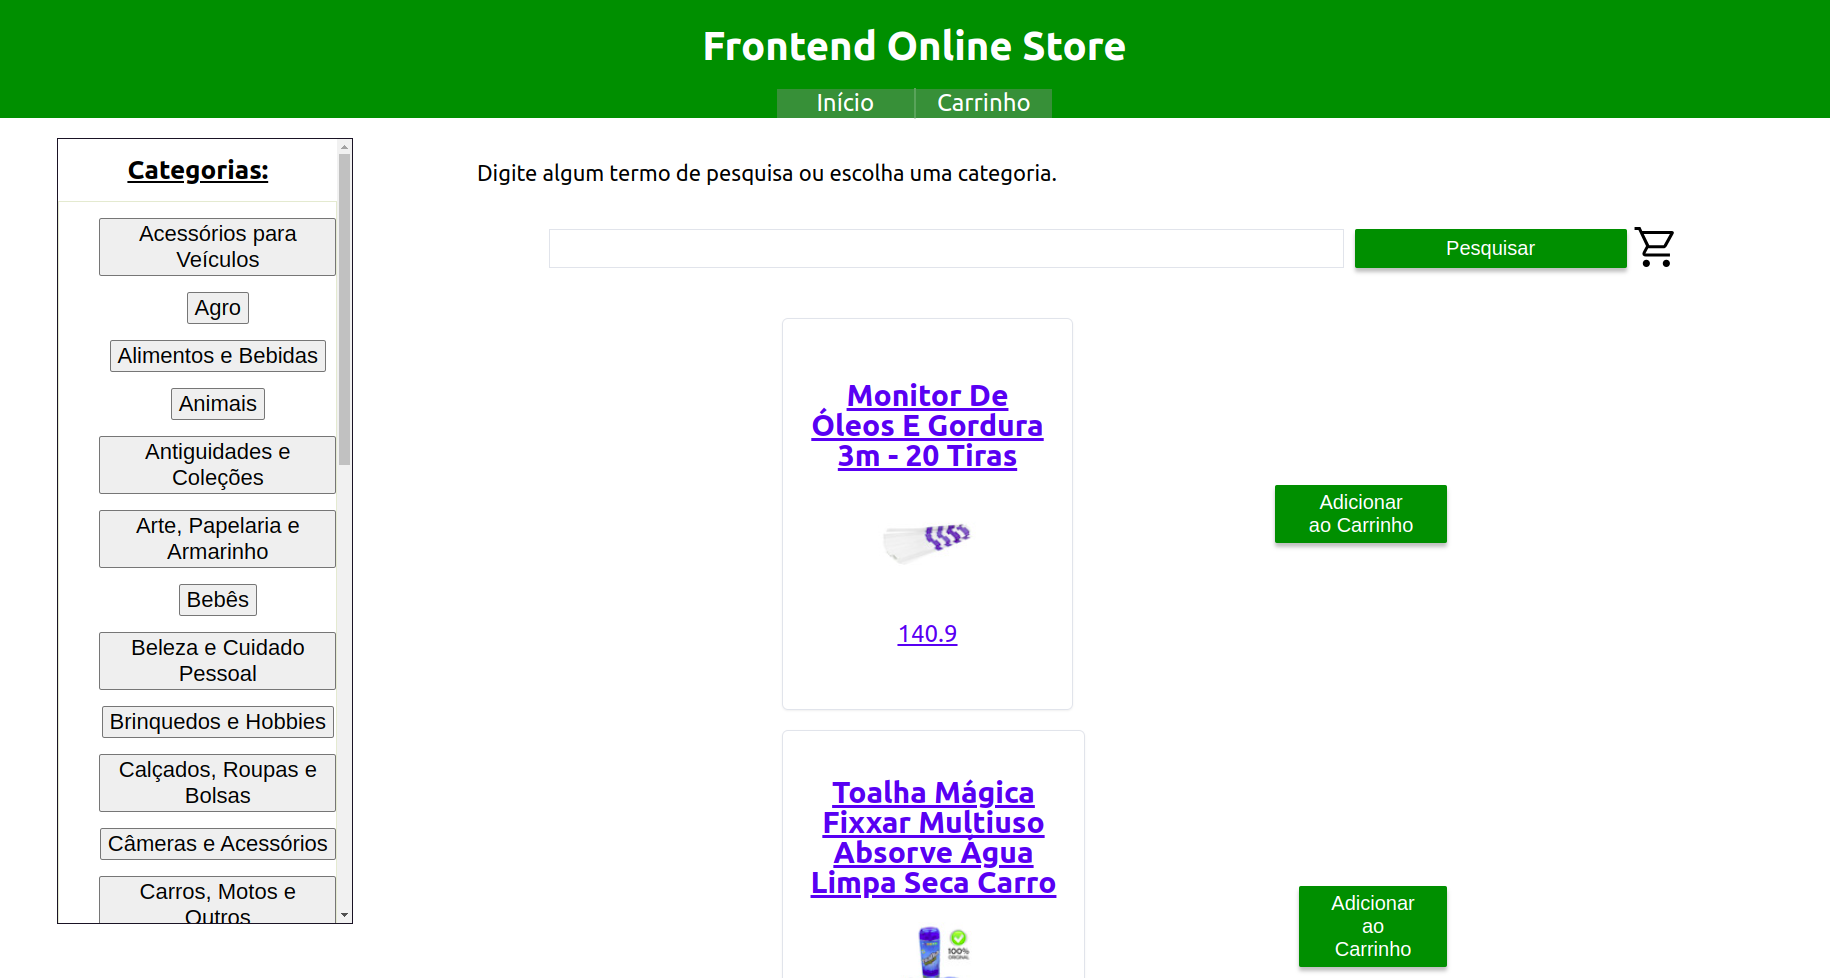 Frontend Online Store
Início
Carrinho
Categorias:
Acessórios para
Veículos
Agro
Alimentos e Bebidas
Animais
Antiguidades e
Coleções
Arte, Papelaria e
Armarinho
Bebês
Beleza e Cuidado
Pessoal
Brinquedos e Hobbies
Calçados, Roupas e
Bolsas
Câmeras e Acessórios
Carros, Motos e
Outros
Digite algum termo de pesquisa ou escolha uma categoria.
Pesquisar
Monitor De
Óleos E Gordura
3m - 20 Tiras
140.9
Adicionar
ao Carrinho
Toalha Mágica
Fixxar Multiuso
Absorve Água
Limpa Seca Carro
100%
ORIGINAL
Adicionar
ao
Carrinho